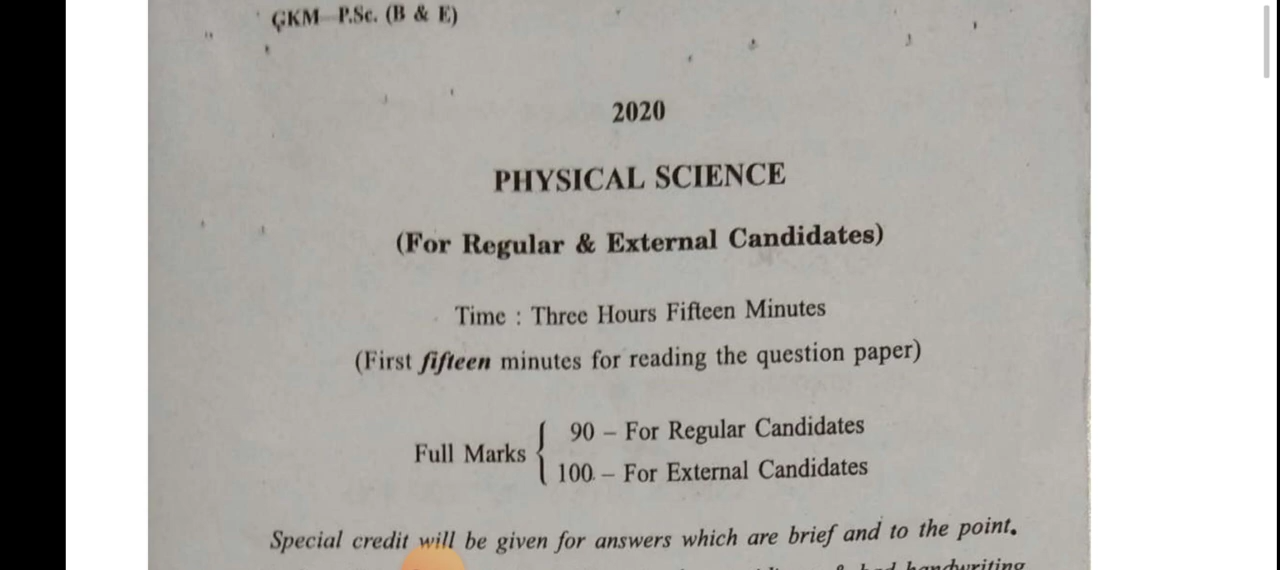 ÇKM P.Sc. (B & E)
2020
PHYSICAL SCIENCE
(For Regular & External Candidates)
Time : Three Hours Fifteen Minutes
(First fifteen minutes for reading the question paper)
Full Marks { 90 – For Regular Candidates
100 – For External Candidates
Special credit will be given for answers which are brief and to the point.
& bad handwriting